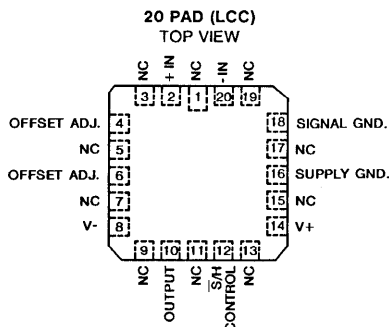 20 PAD (LCC)
TOP VIEW
NC
+ IN
NC
- IN
NC
3
2
1
20
19
OFFSET ADJ.
4
18
SIGNAL GND.
NC
5
17
NC
OFFSET ADJ.
6
16
SUPPLY GND.
NC
7
15
NC
V-
8
14
V+
9
10
11
12
13
NC
OUTPUT
NC
S/H
CONTROL
NC